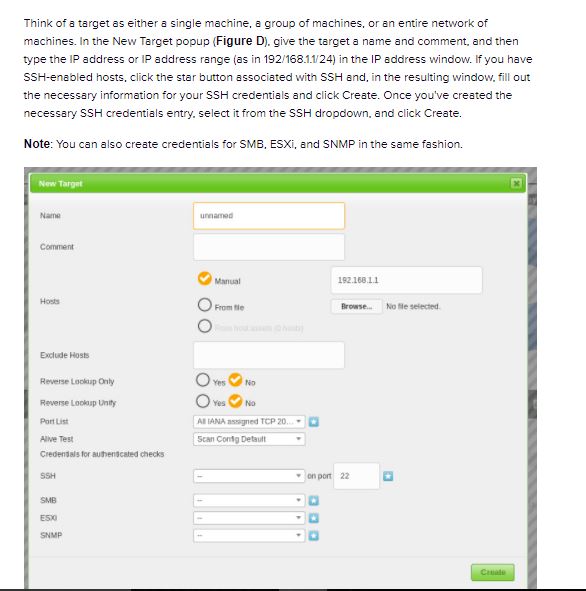 Think of a target as either a single machine, a group of machines, or an entire network of
machines. In the New Target popup (Figure D), give the target a name and comment, and then
type the IP address or IP address range (as in 192/168.1.1/24) in the IP address window. If you have
SSH-enabled hosts, click the star button associated with SSH and, in the resulting window, fill out
the necessary information for your SSH credentials and click Create. Once you've created the
necessary SSH credentials entry, select it from the SSH dropdown, and click Create.
Note: You can also create credentials for SMB, ESXi, and SNMP in the same fashion.
New Target
Name unnamed
Comment
Hosts
Manual 192.168.1.1
From file Browse... No file selected.
From host assets (0 hosts)
Exclude Hosts
Reverse Lookup Only Yes No
Reverse Lookup Unify Yes No
Port List All IANA assigned TCP 20...
Alive Test Scan Config Default
Credentials for authenticated checks
SSH -- on port 22
SMB --
ESXi --
SNMP --
Create